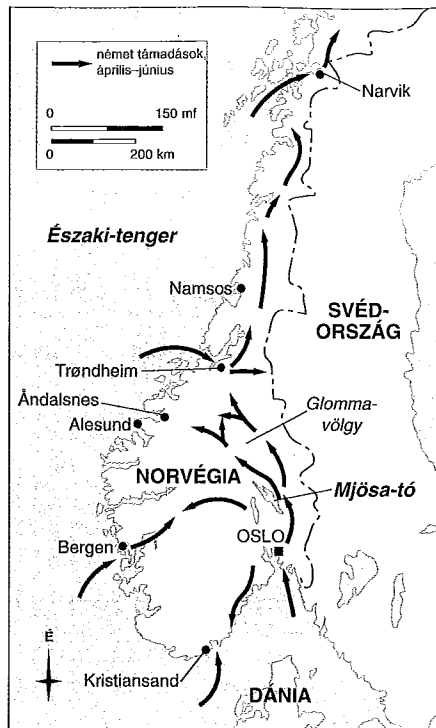 német támadások,
április–június
0 150 mf
0 200 km
Narvik
Északi-tenger
Namsos
SVÉD-
ORSZÁG
Trøndheim
Åndalsnes
Alesund
Glomma-
völgy
NORVÉGIA
Mjösa-tó
OSLO
Bergen
É
Kristiansand
DÁNIA